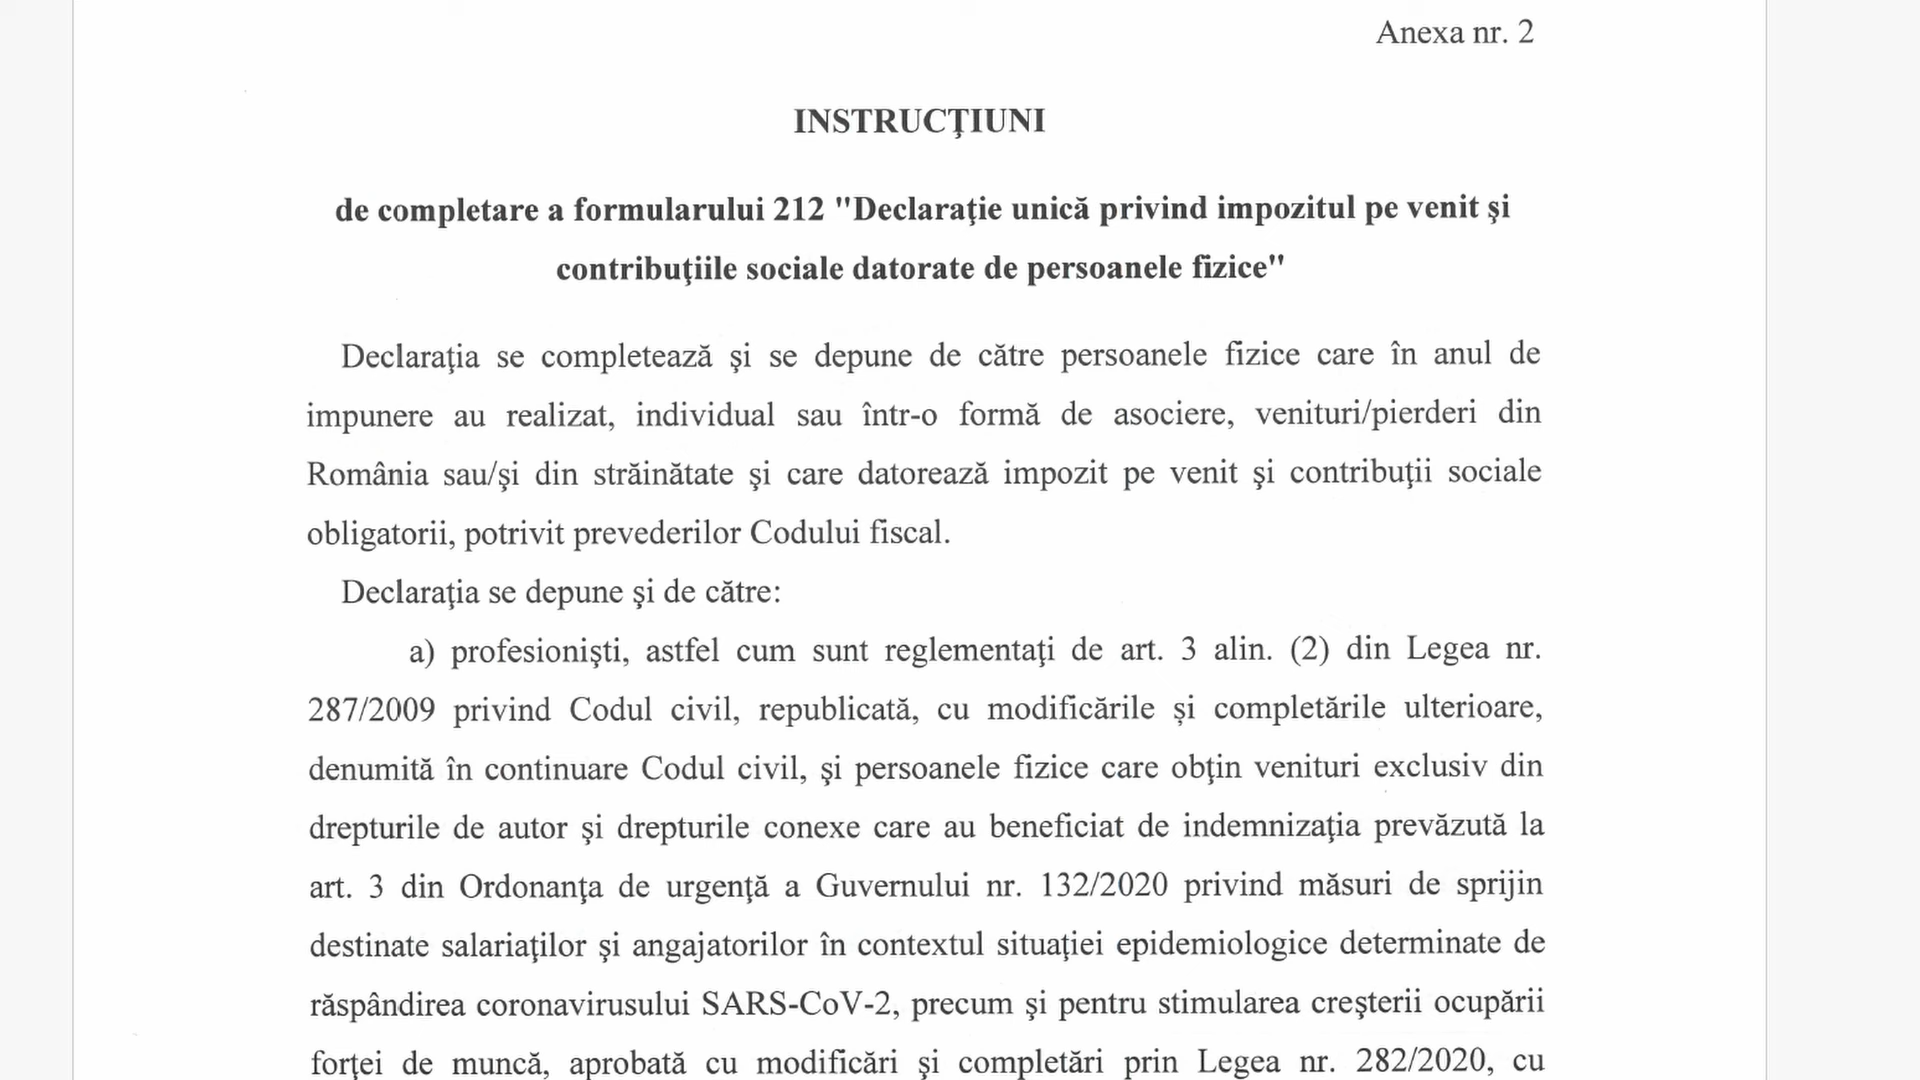 Anexa nr. 2
INSTRUCŢIUNI
de completare a formularului 212 "Declaraţie unică privind impozitul pe venit şi
contribuţiile sociale datorate de persoanele fizice"
Declaraţia se completează şi se depune de către persoanele fizice care în anul de
impunere au realizat, individual sau într-o formă de asociere, venituri/pierderi din
România sau/şi din străinătate şi care datorează impozit pe venit şi contribuţii sociale
obligatorii, potrivit prevederilor Codului fiscal.
Declaraţia se depune şi de către:
a) profesionişti, astfel cum sunt reglementaţi de art. 3 alin. (2) din Legea nr.
287/2009 privind Codul civil, republicată, cu modificările și completările ulterioare,
denumită în continuare Codul civil, şi persoanele fizice care obţin venituri exclusiv din
drepturile de autor şi drepturile conexe care au beneficiat de indemnizaţia prevăzută la
art. 3 din Ordonanţa de urgenţă a Guvernului nr. 132/2020 privind măsuri de sprijin
destinate salariaţilor şi angajatorilor în contextul situaţiei epidemiologice determinate de
răspândirea coronavirusului SARS-CoV-2, precum şi pentru stimularea creşterii ocupării
forţei de muncă, aprobată cu modificări şi completări prin Legea nr. 282/2020, cu